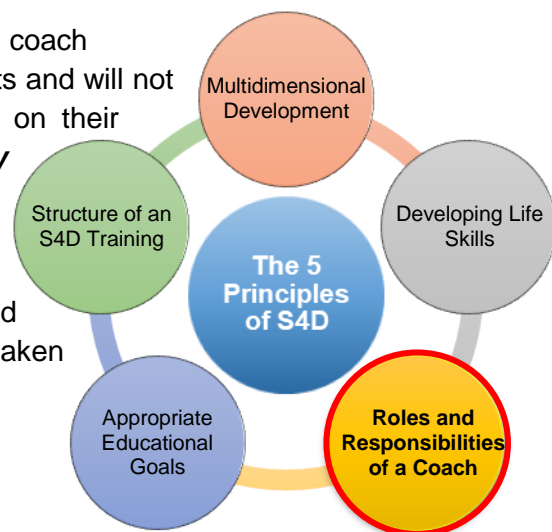 coach
ts and will not
on their
y
d
aken
Multidimensional
Development
Structure of an
S4D Training
Developing Life
Skills
The 5
Principles
of S4D
Appropriate
Educational
Goals
Roles and
Responsibilities
of a Coach